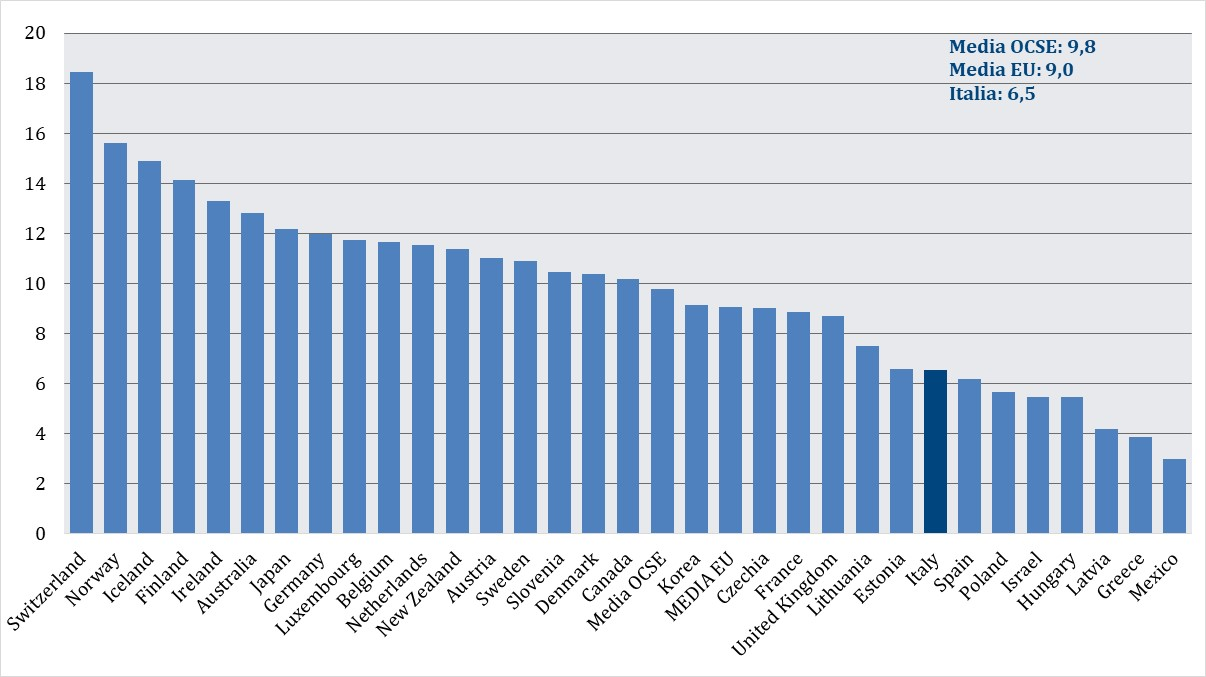 20
18
16
14
12
10
8
6
4
2
0
Media OCSE: 9,8
Media EU: 9,0
Italia: 6,5
Switzerland
Norway
Iceland
Finland
Ireland
Australia
Japan
Germany
Luxembourg
Belgium
Netherlands
New Zealand
Austria
Sweden
Slovenia
Denmark
Canada
Media OCSE
Korea
MEDIA EU
Czechia
France
United Kingdom
Lithuania
Estonia
Italy
Spain
Poland
Israel
Hungary
Latvia
Greece
Mexico